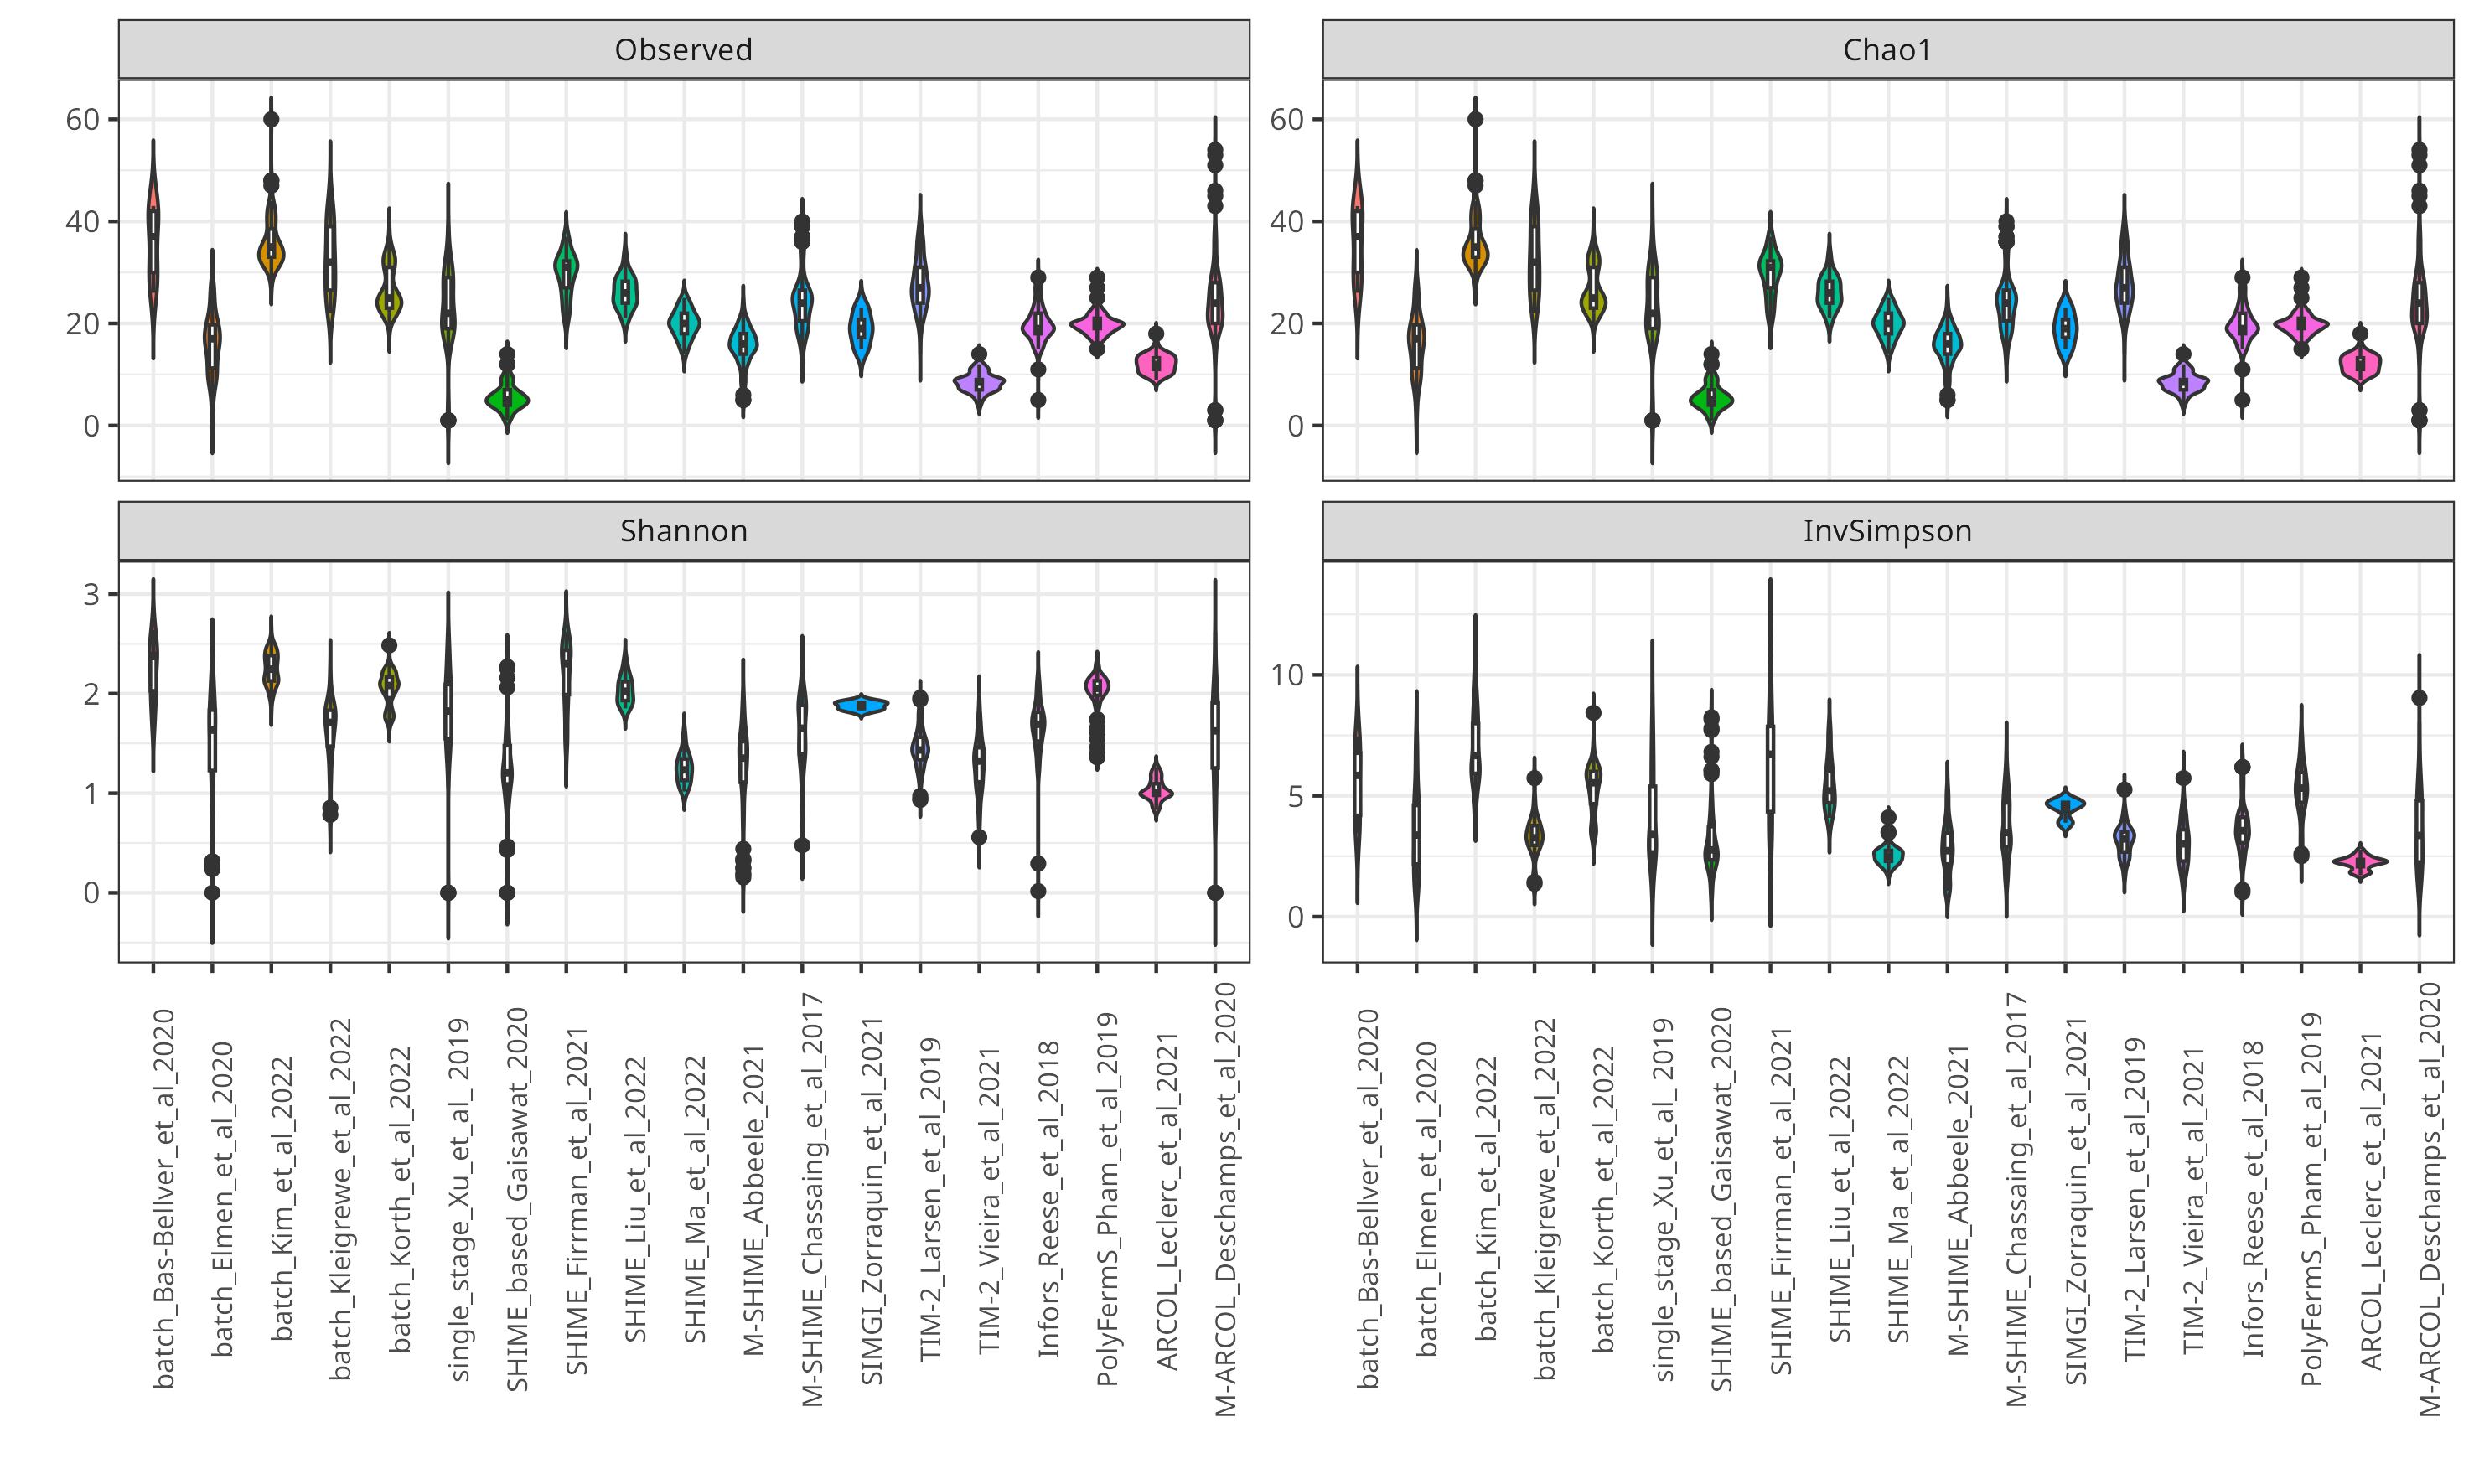 Observed
Chao1
60
40
20
0
60
40
20
0
Shannon
InvSimpson
3
2
1
0
10
5
0
batch_Bas-Bellver_et_al_2020
batch_Elmen_et_al_2020
batch_Kim_et_al_2022
batch_Kleigrewe_et_al_2022
batch_Korth_et_al_2022
single_stage_Xu_et_al_2019
SHIME_based_Gaisawat_2020
SHIME_Firrman_et_al_2021
SHIME_Liu_et_al_2022
SHIME_Ma_et_al_2022
M-SHIME_Abbeele_2021
M-SHIME_Chassaing_et_al_2017
SIMGI_Zorraquin_et_al_2021
TIM-2_Larsen_et_al_2019
TIM-2_Vieira_et_al_2021
Infors_Reese_et_al_2018
PolyFermS_Pham_et_al_2019
ARCOL_Leclerc_et_al_2021
M-ARCOL_Deschamps_et_al_2020
batch_Bas-Bellver_et_al_2020
batch_Elmen_et_al_2020
batch_Kim_et_al_2022
batch_Kleigrewe_et_al_2022
batch_Korth_et_al_2022
single_stage_Xu_et_al_2019
SHIME_based_Gaisawat_2020
SHIME_Firrman_et_al_2021
SHIME_Liu_et_al_2022
SHIME_Ma_et_al_2022
M-SHIME_Abbeele_2021
M-SHIME_Chassaing_et_al_2017
SIMGI_Zorraquin_et_al_2021
TIM-2_Larsen_et_al_2019
TIM-2_Vieira_et_al_2021
Infors_Reese_et_al_2018
PolyFermS_Pham_et_al_2019
ARCOL_Leclerc_et_al_2021
M-ARCOL_Deschamps_et_al_2020